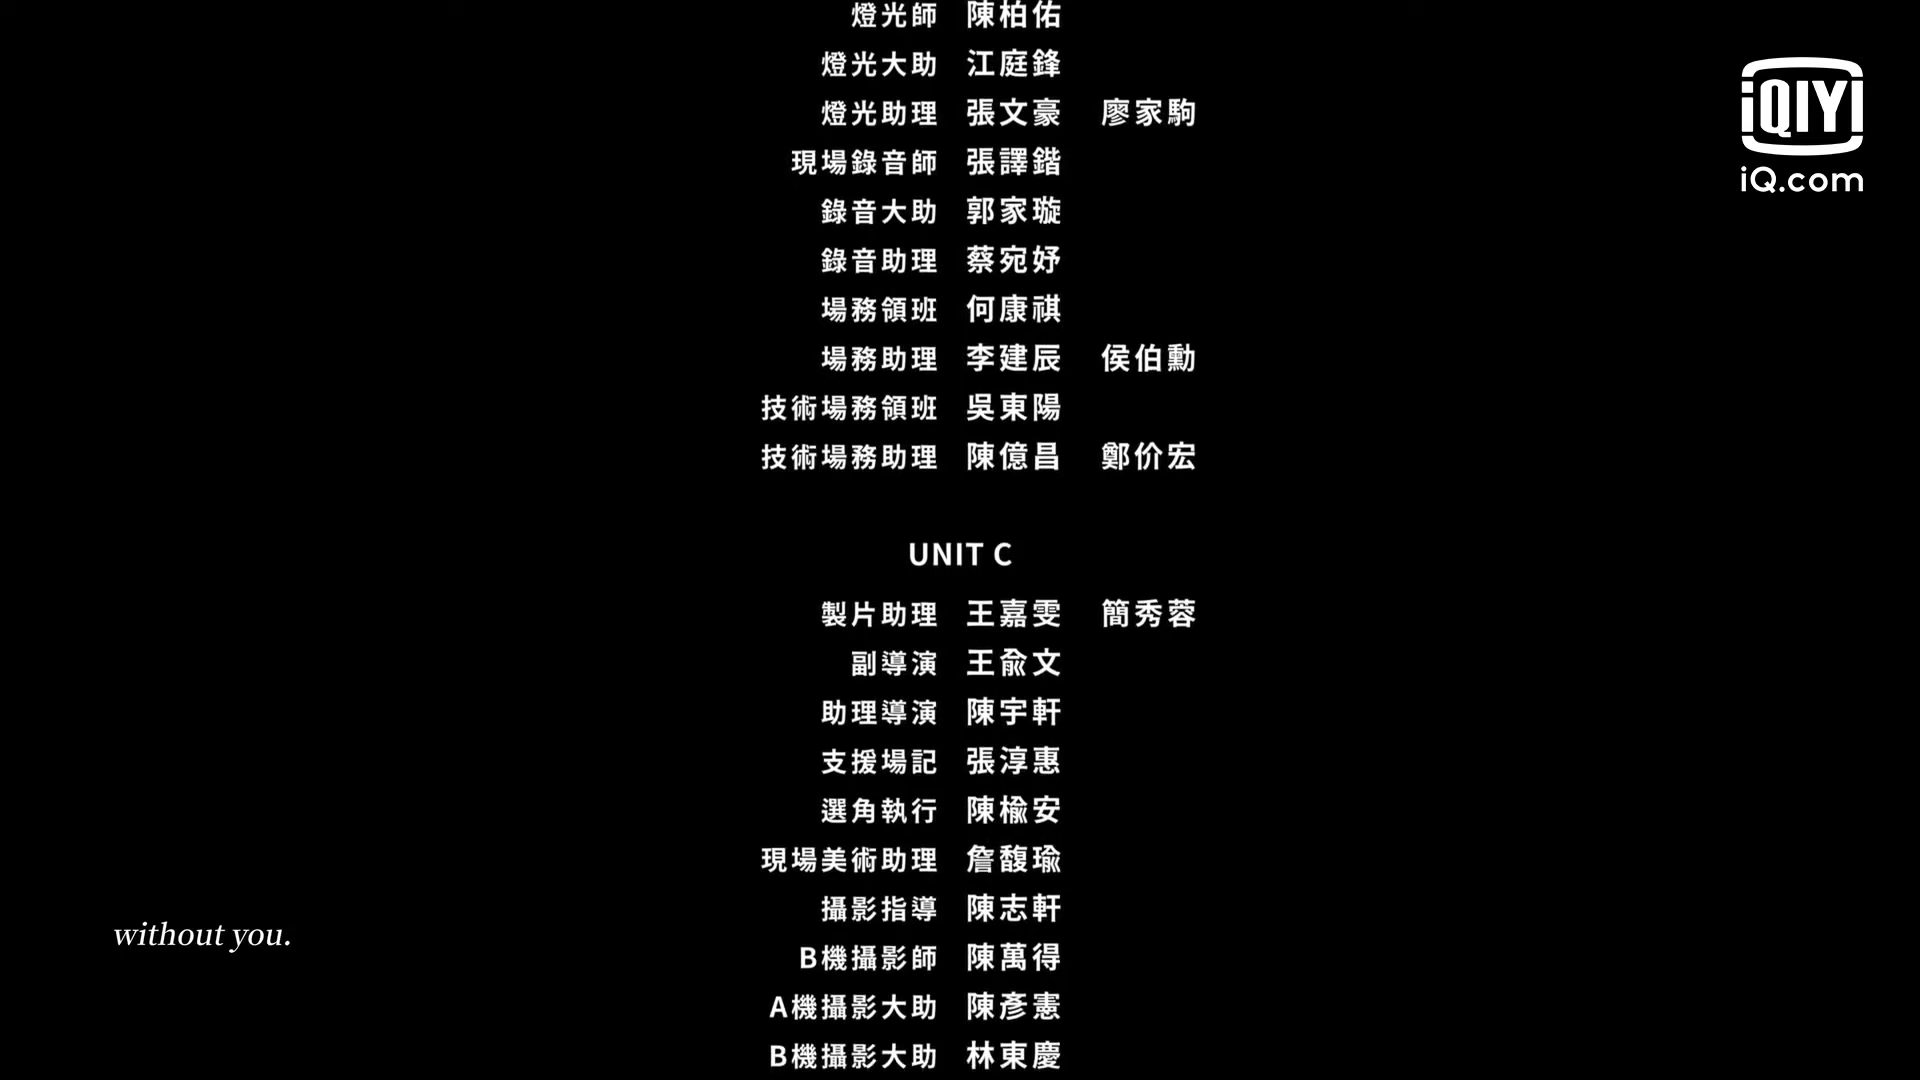 燈光師 陳柏佑
燈光大助 江庭鋒
燈光助理 張文豪 廖家駒
現場錄音師 張譯鍇
錄音大助 郭家璇
錄音助理 蔡宛妤
場務領班 何康祺
場務助理 李建辰 侯伯勳
技術場務領班 吳東陽
技術場務助理 陳億昌 鄭价宏
UNIT C
製片助理 王嘉雯 簡秀蓉
副導演 王俞文
助理導演 陳宇軒
支援場記 張淳惠
選角執行 陳榆安
現場美術助理 詹馥瑜
攝影指導 陳志軒
B機攝影師 陳萬得
A機攝影大助 陳彥憲
B機攝影大助 林東慶
without you.
iQIYI
iQ.com